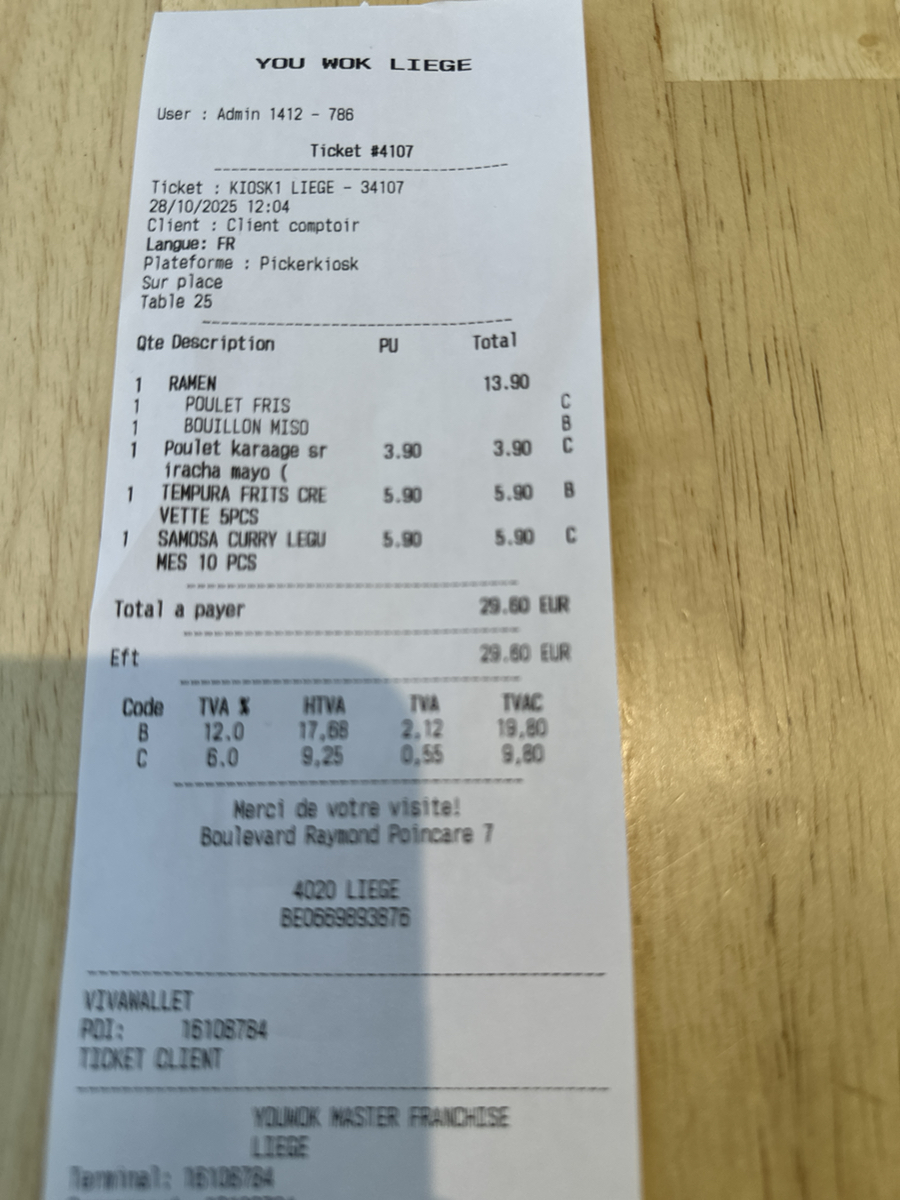 YOU WOK LIEGE
User : Admin 1412 - 786
Ticket #4107
Ticket : KIOSK1 LIEGE - 34107
28/10/2025 12:04
Client : Client comptoir
Langue: FR
Plateforme : Pickerkiosk
Sur place
Table 25
Qte Description PU Total
1 RAMEN 13.90
1 POULET FRIS C
1 BOUILLON MISO B
1 Poulet karaage sr 3.90 3.90 C
iracha mayo (
1 TEMPURA FRITS CRE 5.90 5.90 B
VETTE 5PCS
1 SAMOSA CURRY LEGU 5.90 5.90 C
MES 10 PCS
Total a payer 29.60 EUR
Eft 29.60 EUR
Code TVA % HTVA TVA TVAC
B 12.0 17,68 2,12 19,80
C 6.0 9,25 0,55 9,80
Merci de votre visite!
Boulevard Raymond Poincare 7
4020 LIEGE
BE0669893876
VIVAWALLET
POI: 16108784
TICKET CLIENT
YOUWOK MASTER FRANCHISE
LIEGE
Terminal: 16108784